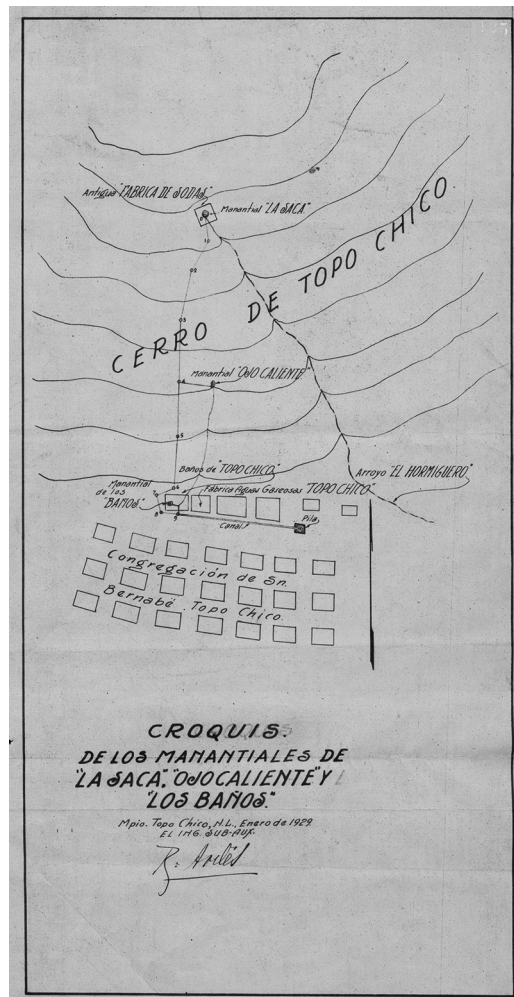 Antigua "FABRICA DE SODAS."
Manantial "LA SACA."
CERRO DE TOPO CHICO
Manantial "OJO CALIENTE."
Baños de "TOPO CHICO."
Arroyo "EL HORMIGUERO"
Manantial
de los
"BAÑOS."
Fábrica Aguas Gaseosas "TOPO CHICO"
Canal.
Pila.
Congregación de Sn.
Bernabé Topo Chico.
CROQUIS.
DE LOS MANANTIALES DE
"LA SACA", "OJO CALIENTE" Y
"LOS BAÑOS."
Mpio. Topo Chico, N.L., Enero de 1929.
EL ING. SUB-AUX.
R. Avilés